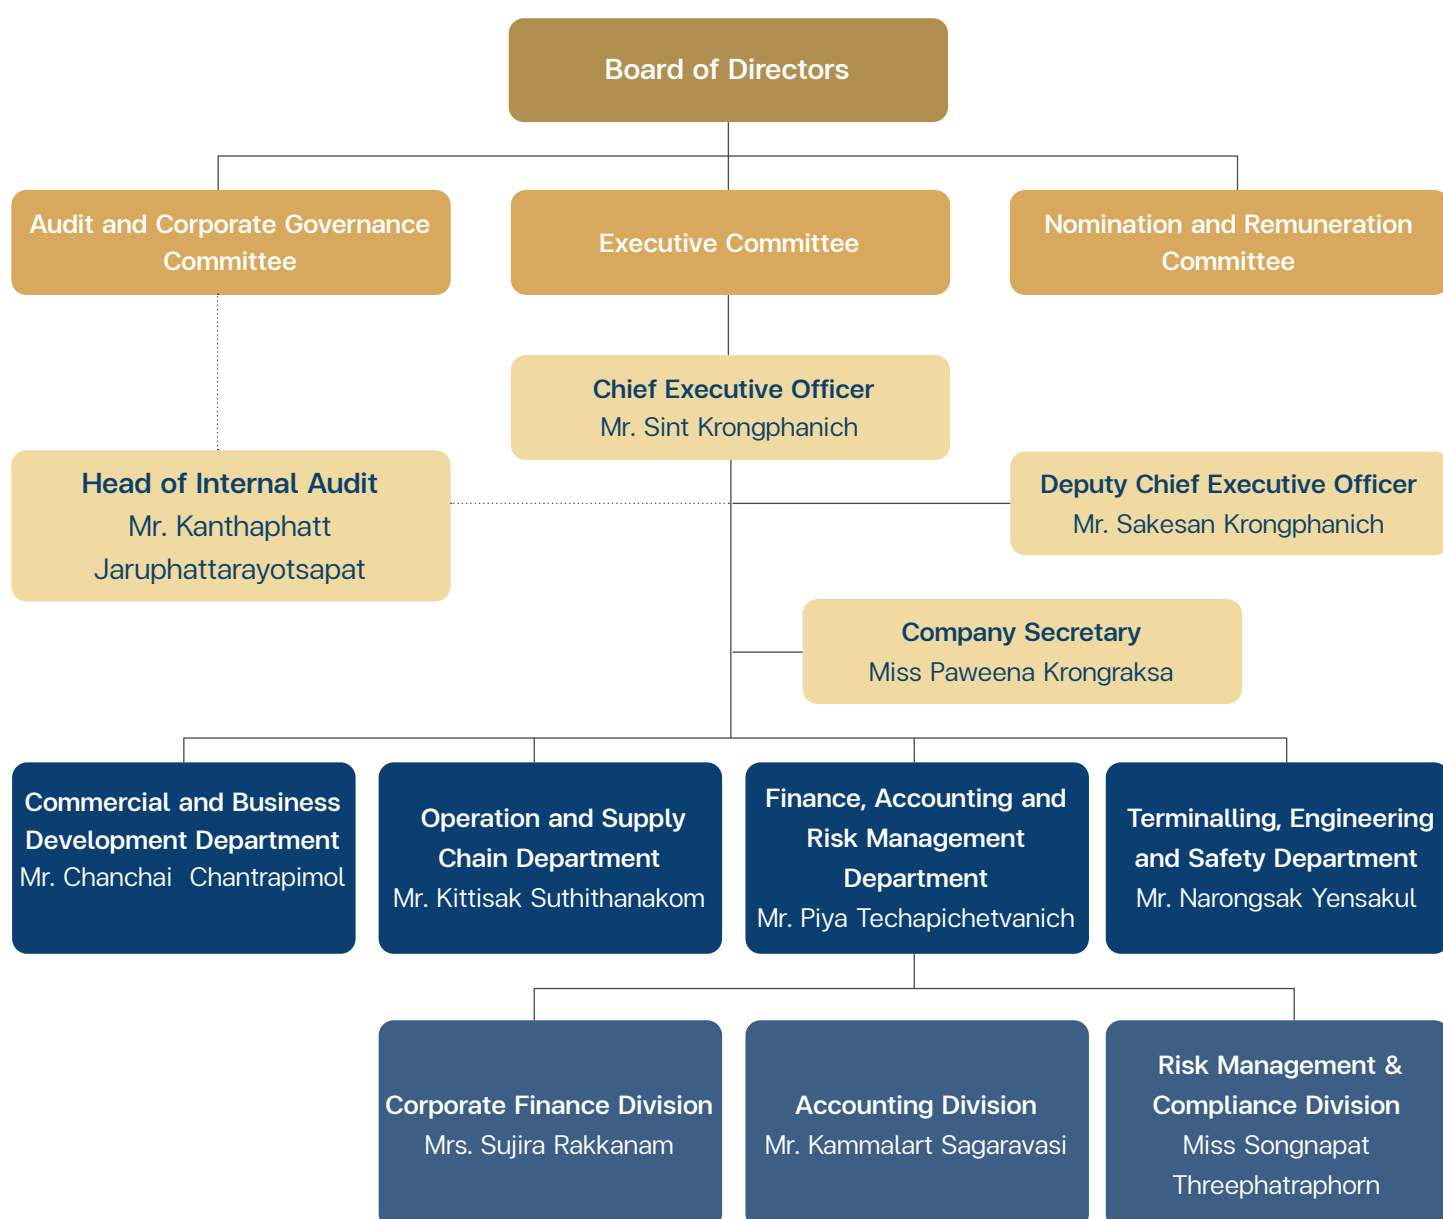 Board of Directors
Audit and Corporate Governance
Committee
Executive Committee
Nomination and Remuneration
Committee
Chief Executive Officer
Mr. Sint Krongphanich
Head of Internal Audit
Mr. Kanthaphatt
Jaruphattarayotsapat
Deputy Chief Executive Officer
Mr. Sakesan Krongphanich
Company Secretary
Miss Paweena Krongraksa
Commercial and Business
Development Department
Mr. Chanchai Chantrapimol
Operation and Supply
Chain Department
Mr. Kittisak Suthithanakom
Finance, Accounting and
Risk Management
Department
Mr. Piya Techapichetvanich
Terminalling, Engineering
and Safety Department
Mr. Narongsak Yensakul
Corporate Finance Division
Mrs. Sujira Rakkanam
Accounting Division
Mr. Kammalart Sagaravasi
Risk Management &
Compliance Division
Miss Songnapat
Threephatraphorn